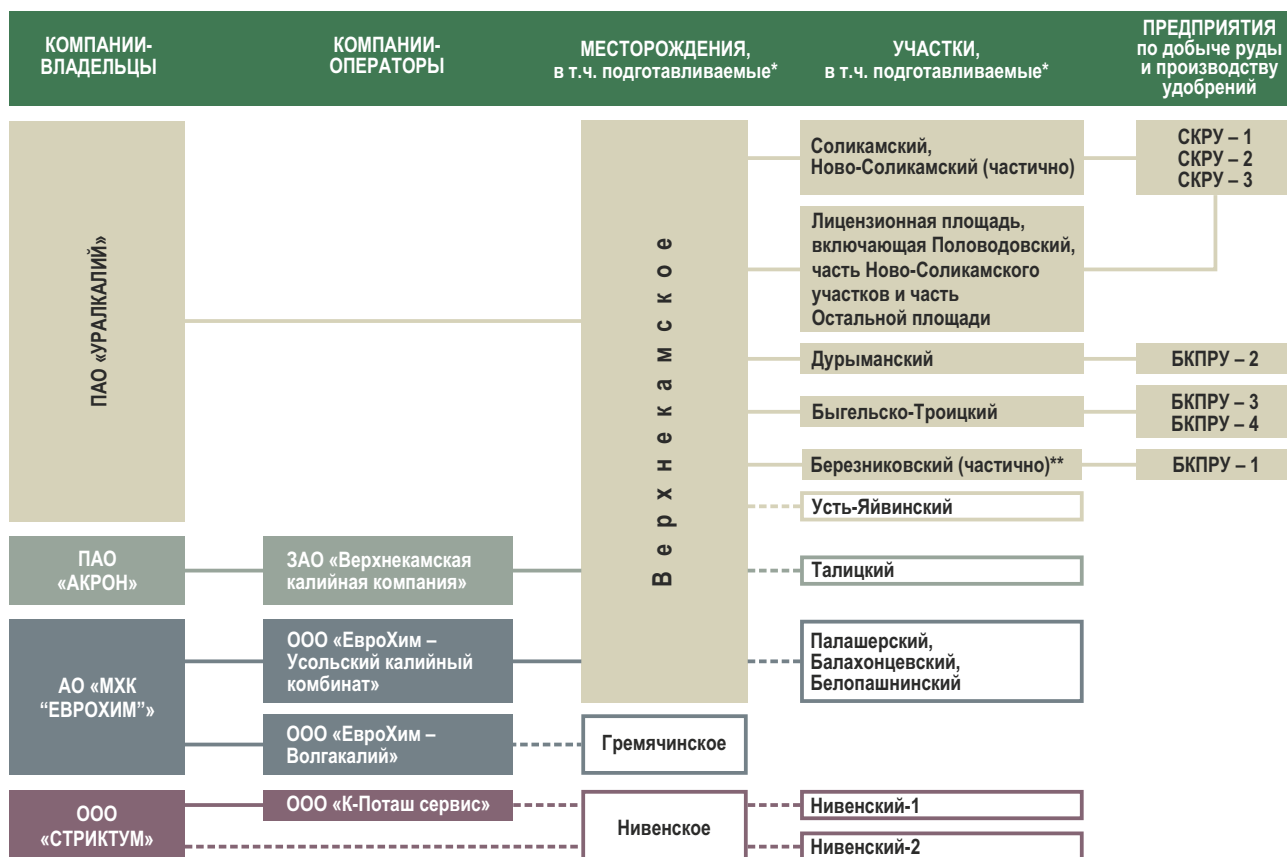 КОМПАНИИ-
ВЛАДЕЛЬЦЫ
КОМПАНИИ-
ОПЕРАТОРЫ
МЕСТОРОЖДЕНИЯ,
в т.ч. подготавливаемые*
УЧАСТКИ,
в т.ч. подготавливаемые*
ПРЕДПРИЯТИЯ
по добыче руды
и производству
удобрений
ПАО «УРАЛКАЛИЙ»
Верхнекамское
Соликамский,
Ново-Соликамский (частично)
СКРУ – 1
СКРУ – 2
СКРУ – 3
Лицензионная площадь,
включающая Половодовский,
часть Ново-Соликамского
участков и часть
Остальной площади
Дурыманский
БКПРУ – 2
Быгельско-Троицкий
БКПРУ – 3
БКПРУ – 4
Березниковский (частично)**
БКПРУ – 1
Усть-Яйвинский
ПАО
«АКРОН»
ЗАО «Верхнекамская
калийная компания»
Талицкий
АО «МХК
“ЕВРОХИМ”»
ООО «ЕвроХим –
Усольский калийный
комбинат»
Палашерский,
Балахонцевский,
Белопашнинский
ООО «ЕвроХим –
Волгакалий»
Гремячинское
ООО
«СТРИКТУМ»
ООО «К-Поташ сервис»
Нивенское
Нивенский-1
Нивенский-2